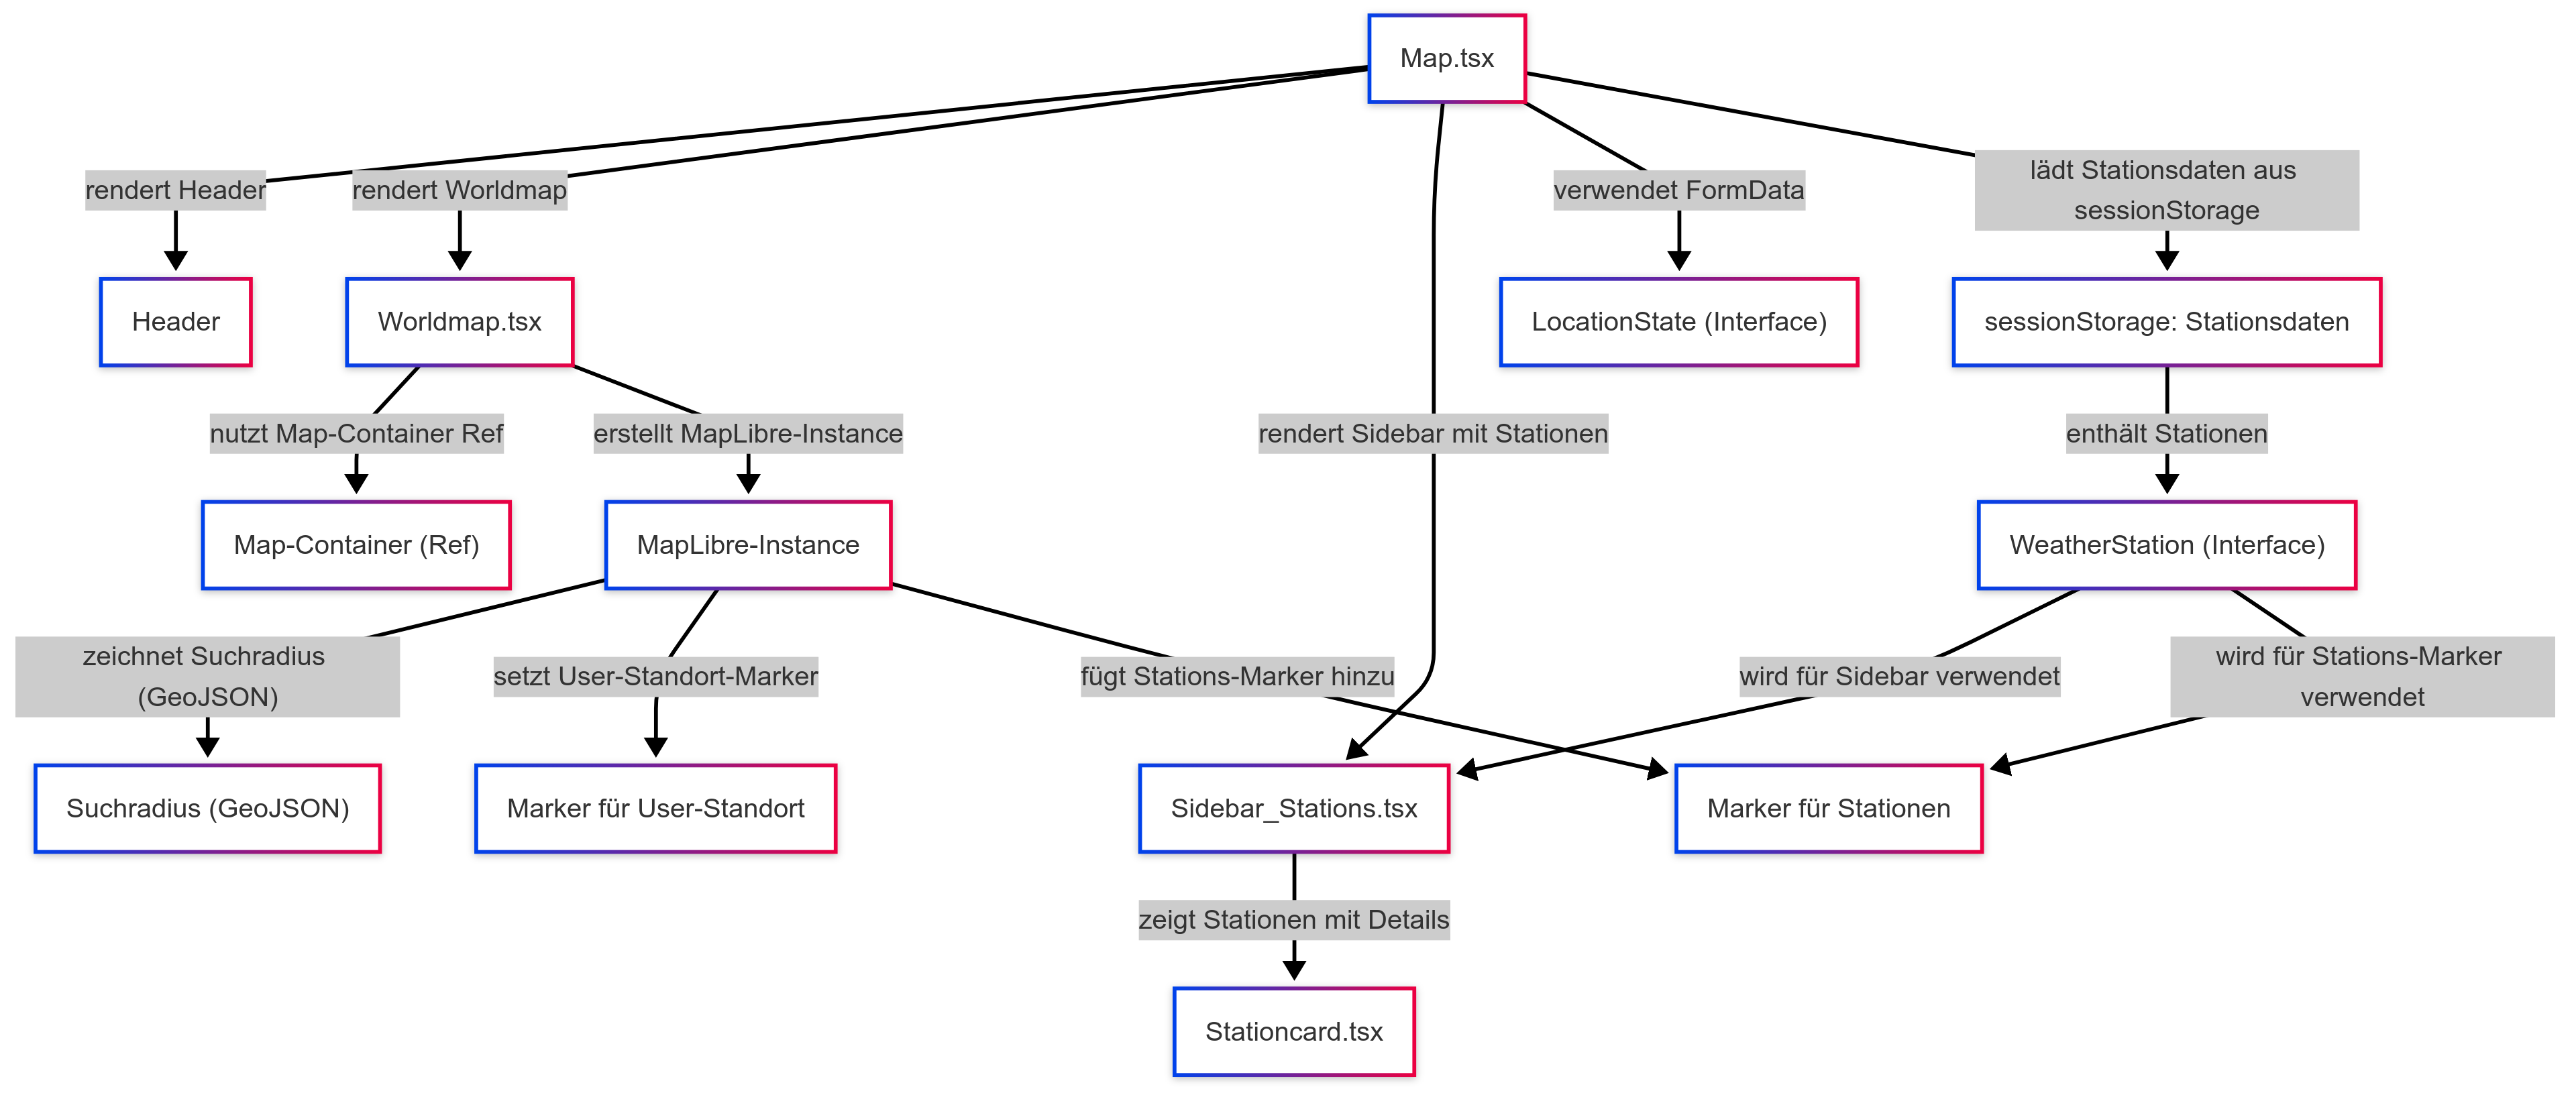 Map.tsx
rendert Header
rendert Worldmap
verwendet FormData
lädt Stationsdaten aus
sessionStorage
Header
Worldmap.tsx
LocationState (Interface)
sessionStorage: Stationsdaten
nutzt Map-Container Ref
erstellt MapLibre-Instance
rendert Sidebar mit Stationen
enthält Stationen
Map-Container (Ref)
MapLibre-Instance
WeatherStation (Interface)
zeichnet Suchradius
(GeoJSON)
setzt User-Standort-Marker
fügt Stations-Marker hinzu
wird für Sidebar verwendet
wird für Stations-Marker
verwendet
Suchradius (GeoJSON)
Marker für User-Standort
Sidebar_Stations.tsx
Marker für Stationen
zeigt Stationen mit Details
Stationcard.tsx